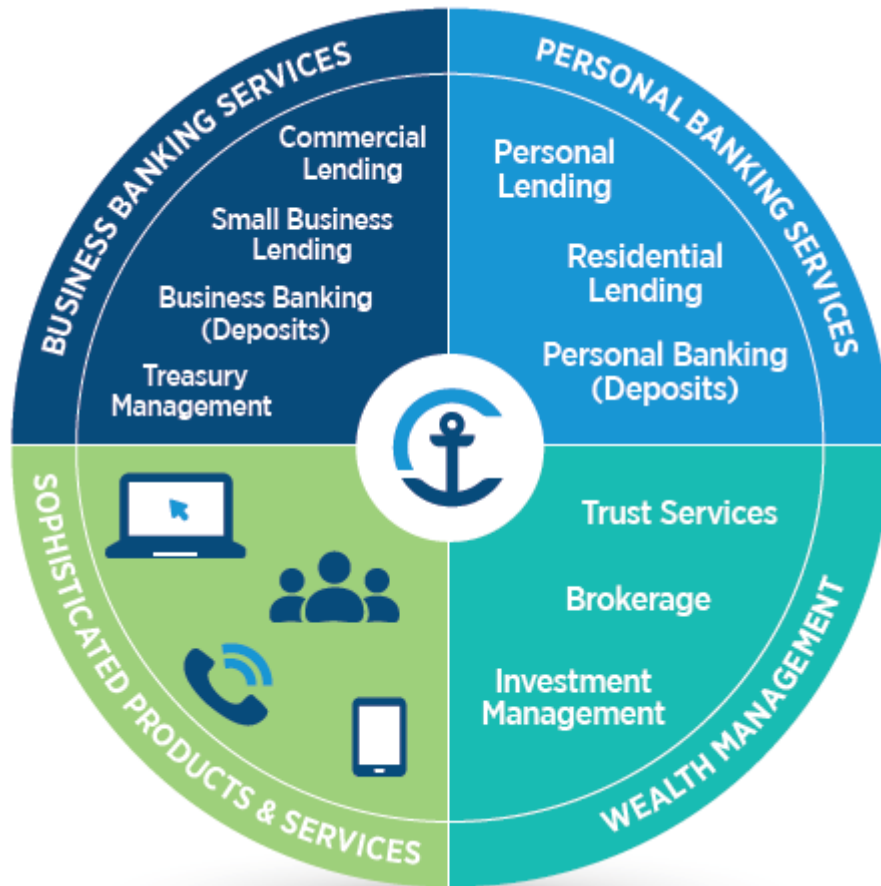 BUSINESS BANKING SERVICES
Commercial
Lending
Small Business
Lending
Business Banking
(Deposits)
Treasury
Management
PERSONAL BANKING SERVICES
Personal
Lending
Residential
Lending
Personal Banking
(Deposits)
SOPHISTICATED PRODUCTS & SERVICES
WEALTH MANAGEMENT
Trust Services
Brokerage
Investment
Management